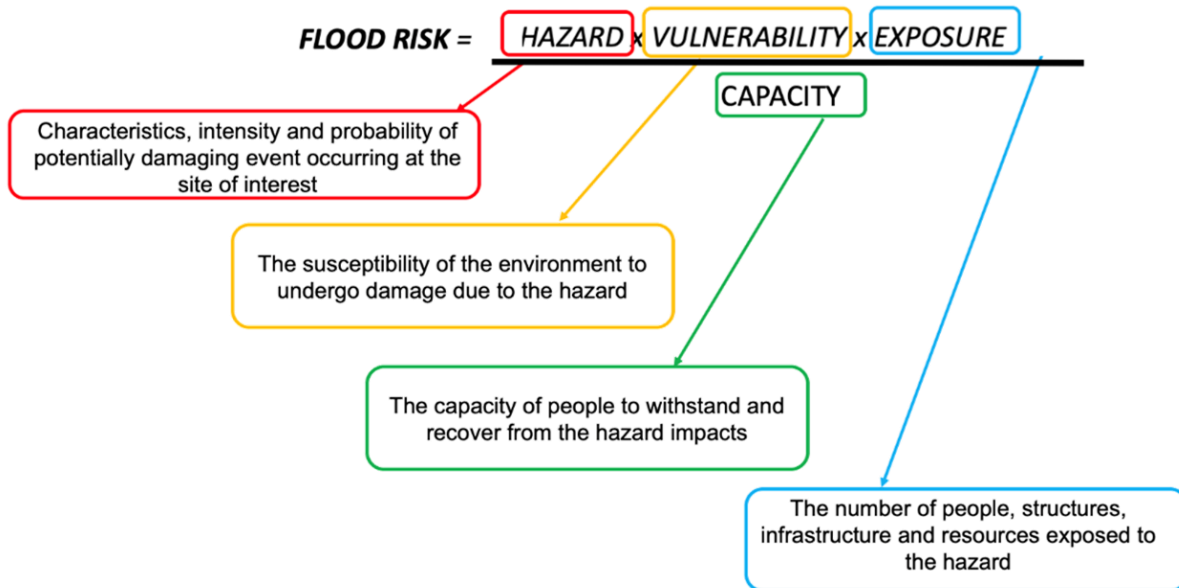 FLOOD RISK = HAZARD x VULNERABILITY x EXPOSURE
CAPACITY
Characteristics, intensity and probability of
potentially damaging event occurring at the
site of interest
The susceptibility of the environment to
undergo damage due to the hazard
The capacity of people to withstand and
recover from the hazard impacts
The number of people, structures,
infrastructure and resources exposed to
the hazard